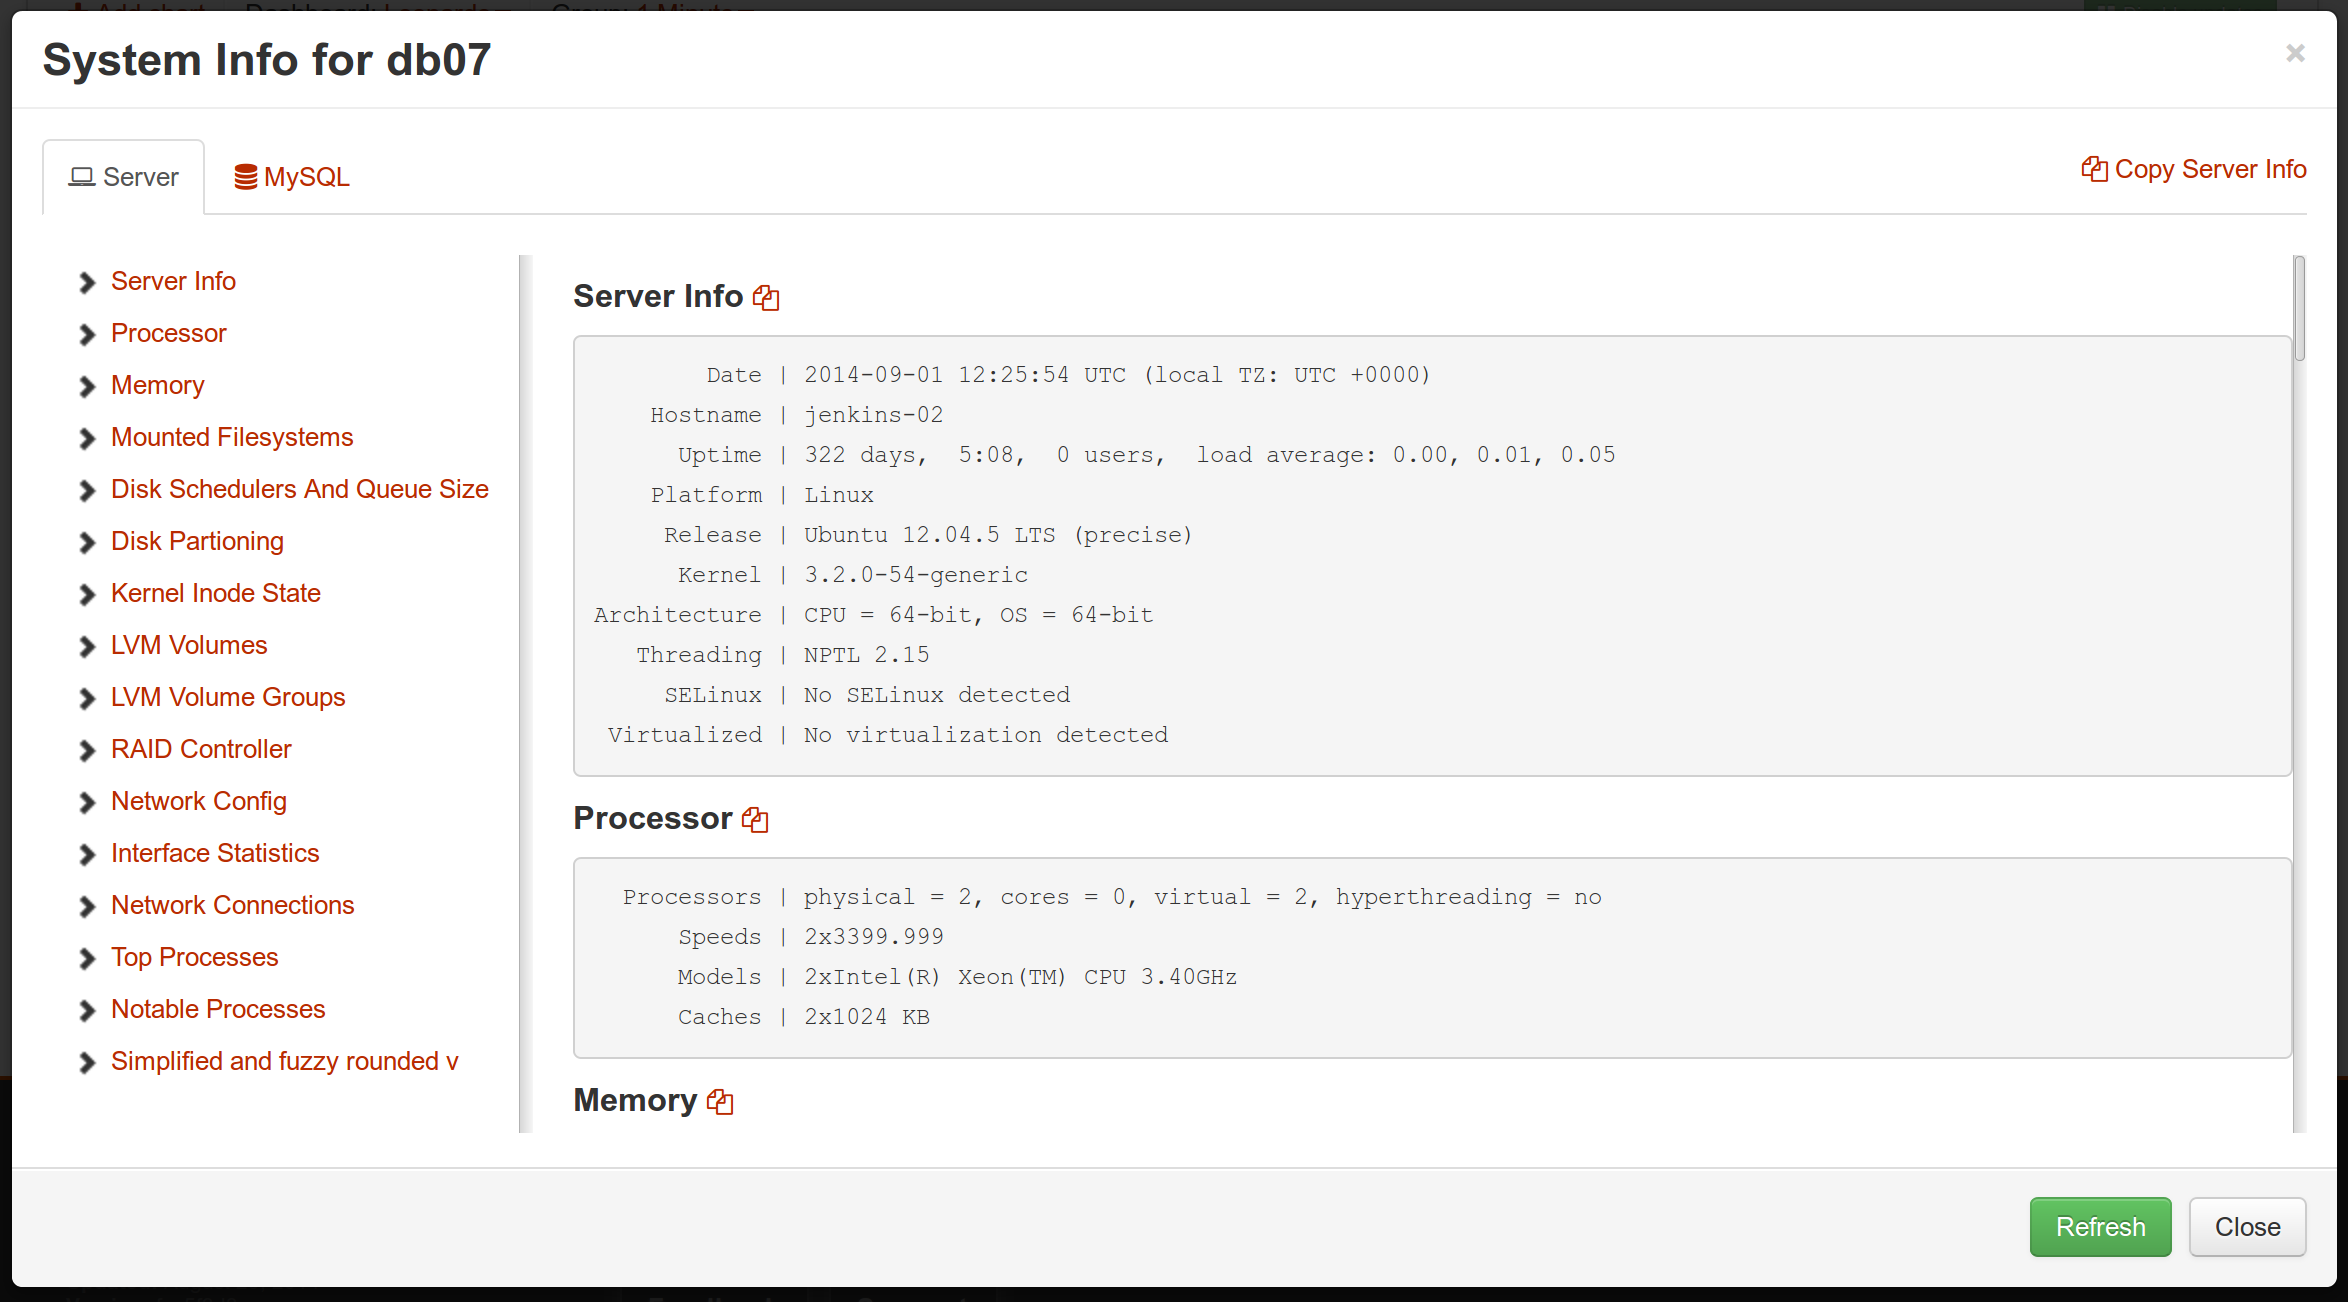 System Info for db07
×
Server
MySQL
Copy Server Info
Server Info
Processor
Memory
Mounted Filesystems
Disk Schedulers And Queue Size
Disk Partioning
Kernel Inode State
LVM Volumes
LVM Volume Groups
RAID Controller
Network Config
Interface Statistics
Network Connections
Top Processes
Notable Processes
Simplified and fuzzy rounded v
Server Info
Date | 2014-09-01 12:25:54 UTC (local TZ: UTC +0000)
Hostname | jenkins-02
Uptime | 322 days,  5:08,  0 users,  load average: 0.00, 0.01, 0.05
Platform | Linux
Release | Ubuntu 12.04.5 LTS (precise)
Kernel | 3.2.0-54-generic
Architecture | CPU = 64-bit, OS = 64-bit
Threading | NPTL 2.15
SELinux | No SELinux detected
Virtualized | No virtualization detected
Processor
Processors | physical = 2, cores = 0, virtual = 2, hyperthreading = no
Speeds | 2x3399.999
Models | 2xIntel(R) Xeon(TM) CPU 3.40GHz
Caches | 2x1024 KB
Memory
Refresh
Close